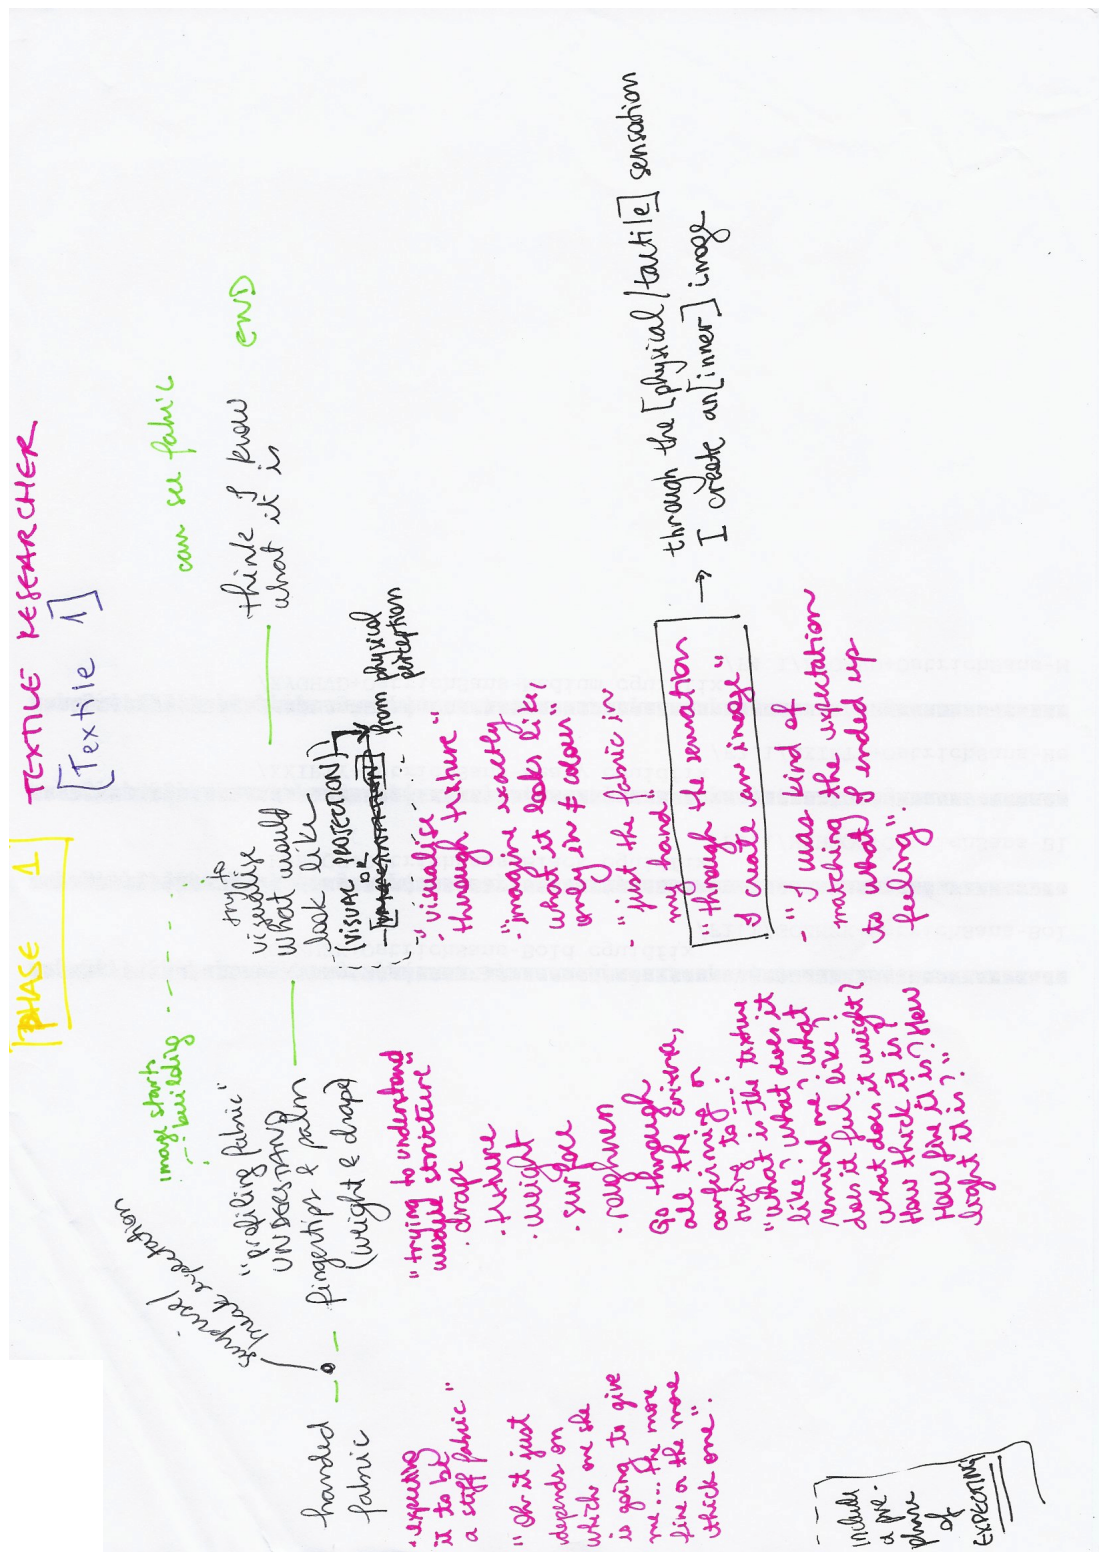 PHASE 1
TEXTILE RESEARCHER
[Textile 1]
image starts
building
can see fabric
surprise/
break expectation
handed
fabric
"profiling fabric"
UNDERSTAND
fingertips & palm
(weight & drape)
try to
visualise
what would
look like
(VISUAL PROJECTION)
OR
from physical
perception
think I know
what it is
END
"expecting
it to be
a stiff fabric"
"Ohr it just
depends on
which one she
is going to give
me... the more
fine or the more
thick one".
"trying to understand
weave structure"
. drape
. texture
. weight
. surface
. roughness
Go through
all the criteria,
confirming or
trying to ....
"What is the texture
like? what does it
remind me? what
does it feel like?
what does it weight?
How thick it is?
How fine it is? How
light it is?"
"visualise
through texture"
. "imagine exactly
what it looks like,
only in ≠ colour
- "just the fabric in
my hand"
"through the sensation
I create an image"
→ through the [physical/tactile] sensation
I create an [inner] image
- "I was kind of
matching the expectation
to what I ended up
feeling".
include
a pre-
phase
of
EXPECTING